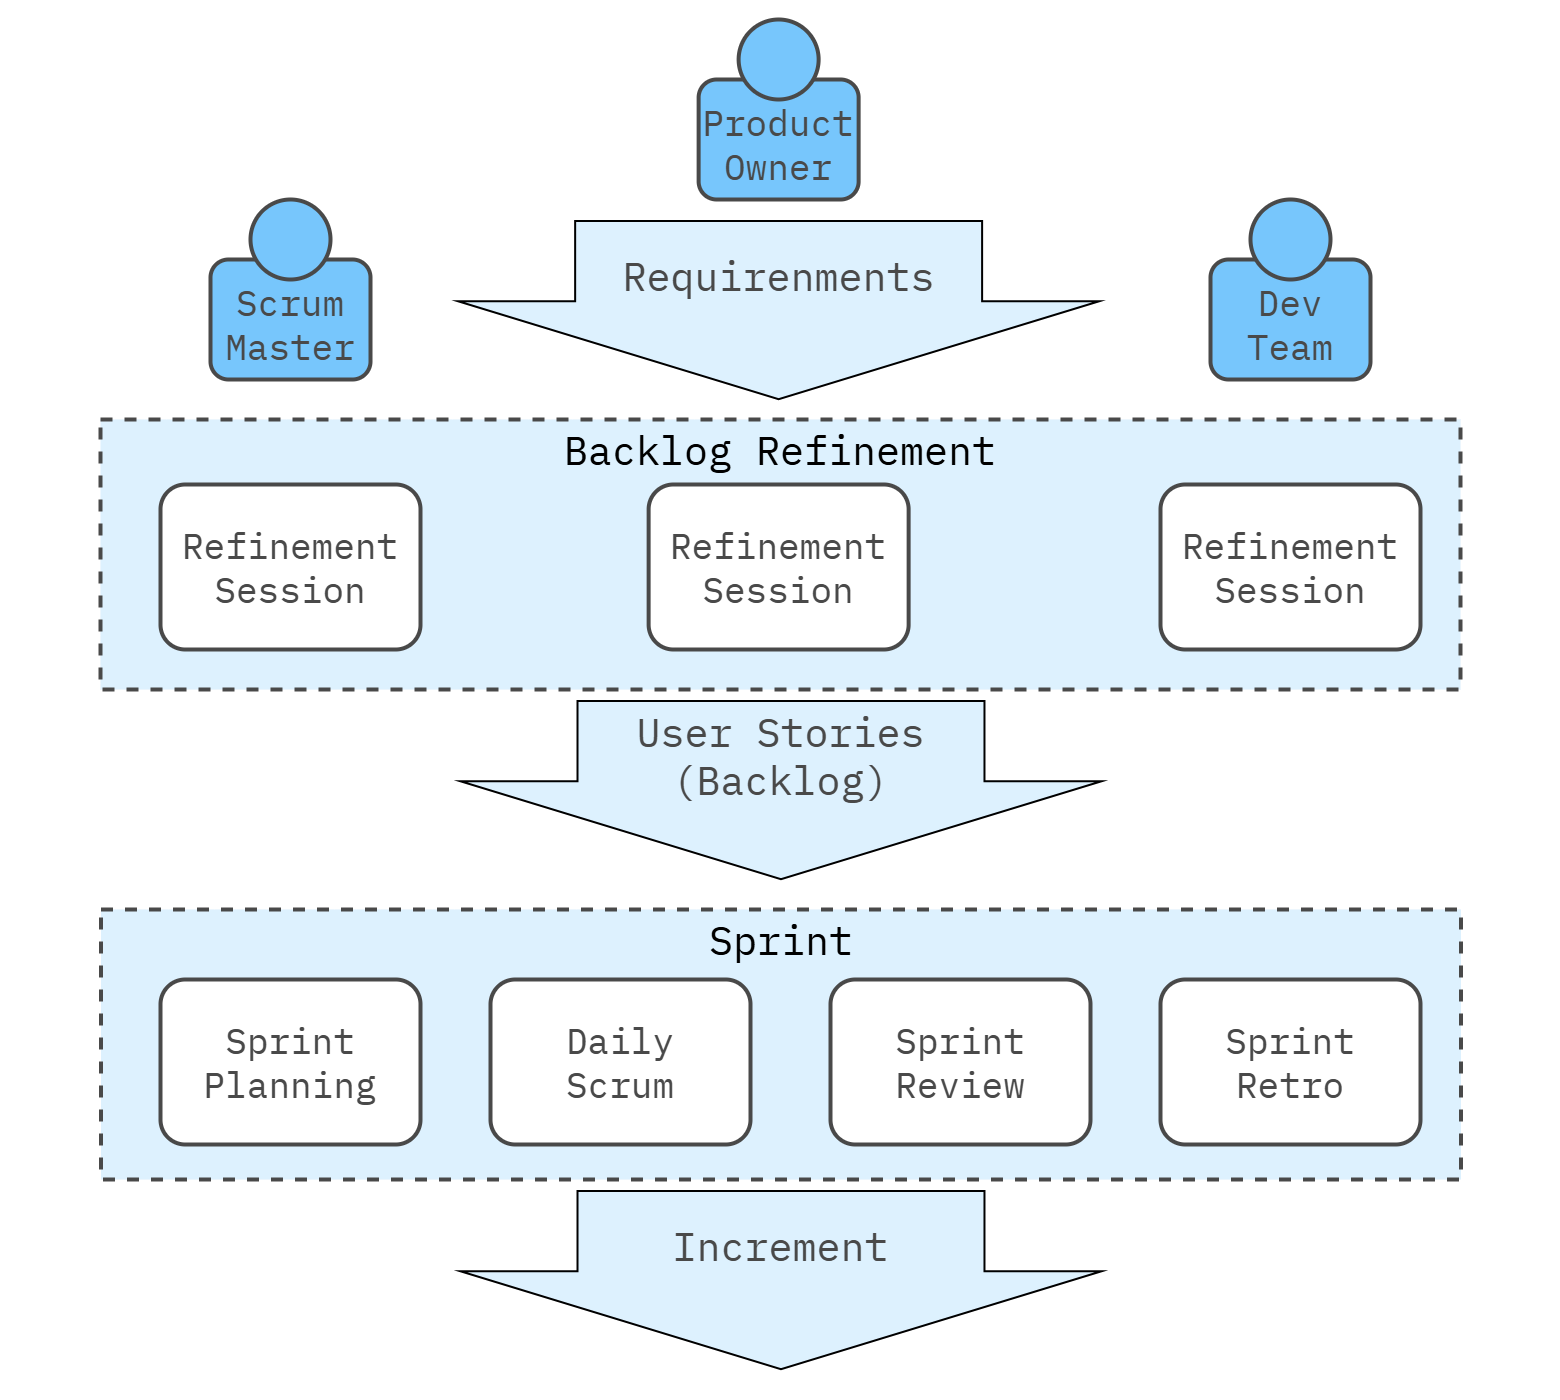 Product
Owner
Scrum
Master
Requirenments
Dev
Team
Backlog Refinement
Refinement
Session
Refinement
Session
Refinement
Session
User Stories
(Backlog)
Sprint
Sprint
Planning
Daily
Scrum
Sprint
Review
Sprint
Retro
Increment